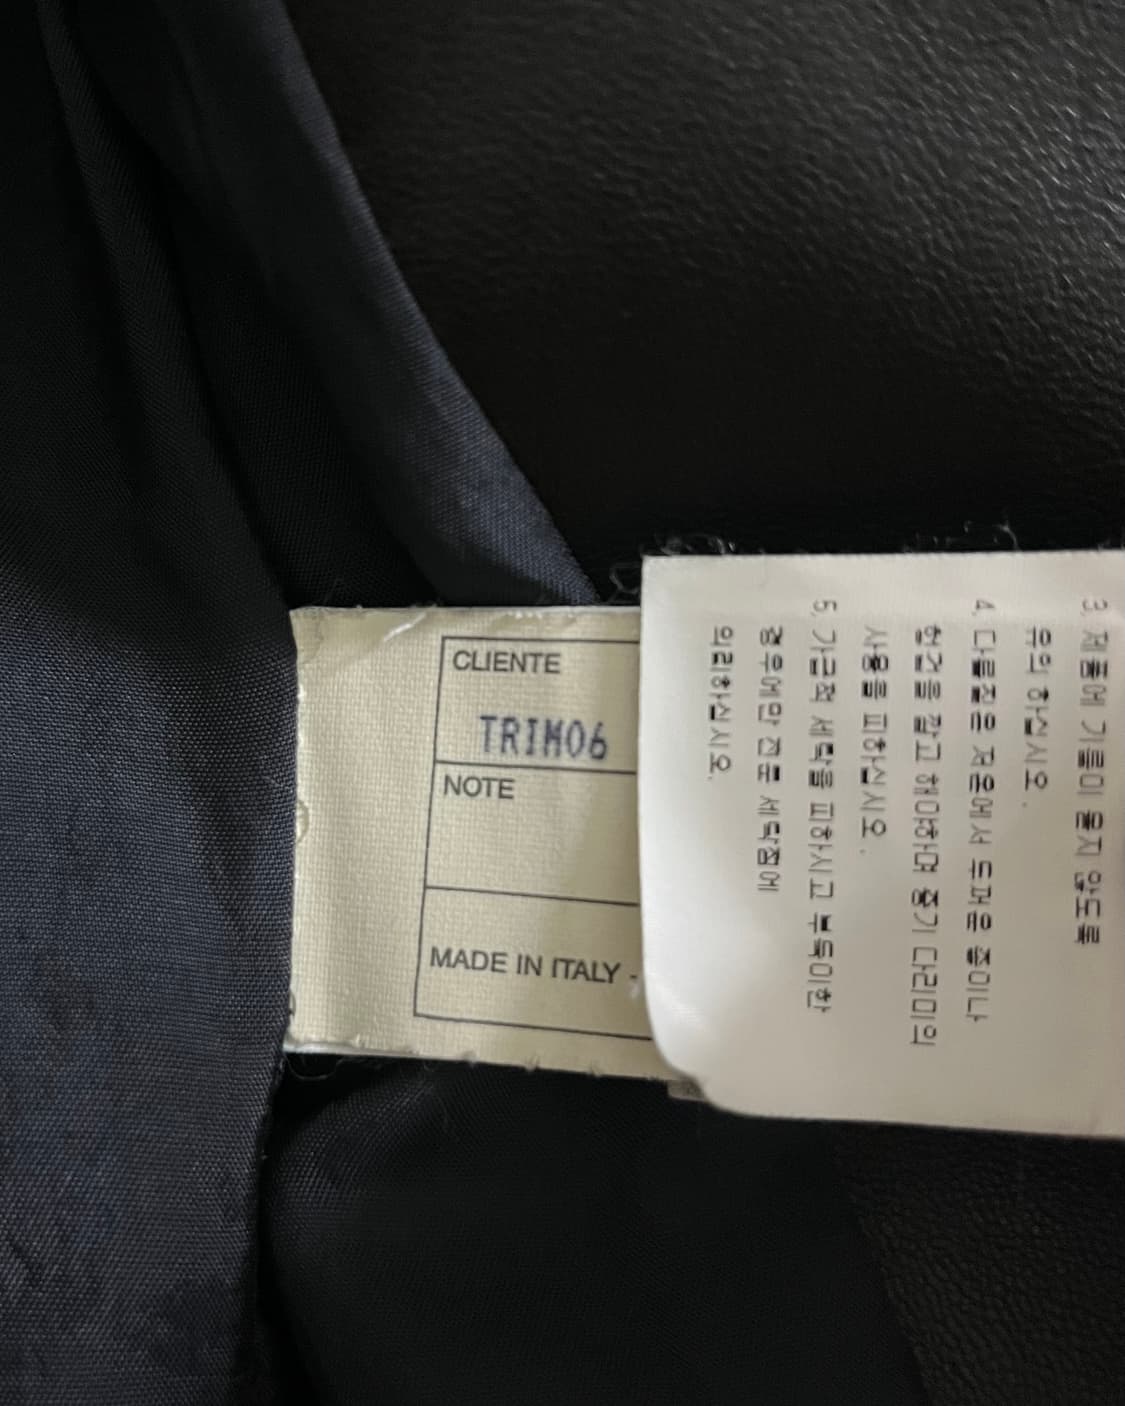 CLIENTE
TRIM06
NOTE
MADE IN ITALY -
3. 제품에 기름이 묻지 않도록
유의 하십시오.
4. 다림질은 저온에서 두꺼운 종이나
헝겊을 깔고 해야하며 증기 다리미의
사용을 피하십시오.
5. 가급적 세탁을 피하시고 부득이한
경우에만 전문 세탁점에
의뢰하십시오.